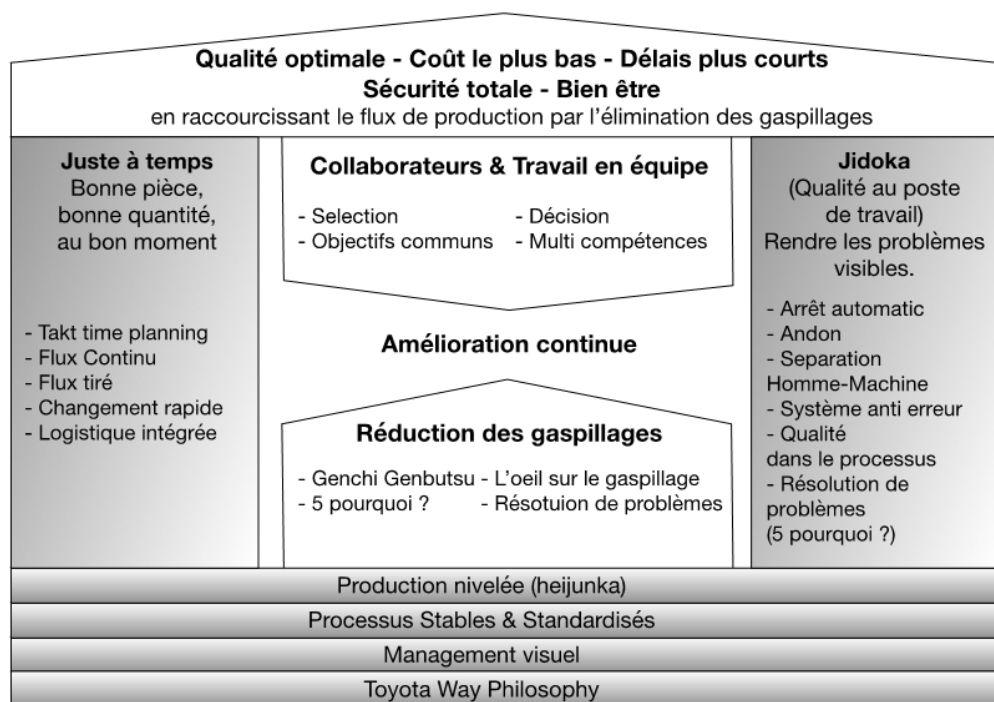 Qualité optimale - Coût le plus bas - Délais plus courts
Sécurité totale - Bien être
en raccourcissant le flux de production par l'élimination des gaspillages
Juste à temps
Bonne pièce,
bonne quantité,
au bon moment
- Takt time planning
- Flux Continu
- Flux tiré
- Changement rapide
- Logistique intégrée
Collaborateurs & Travail en équipe
- Selection
- Objectifs communs
- Décision
- Multi compétences
Amélioration continue
Réduction des gaspillages
- Genchi Genbutsu
- 5 pourquoi ?
- L'oeil sur le gaspillage
- Résotuion de problèmes
Jidoka
(Qualité au poste
de travail)
Rendre les problèmes
visibles.
- Arrêt automatic
- Andon
- Separation
Homme-Machine
- Système anti erreur
- Qualité
dans le processus
- Résolution de
problèmes
(5 pourquoi ?)
Production nivelée (heijunka)
Processus Stables & Standardisés
Management visuel
Toyota Way Philosophy